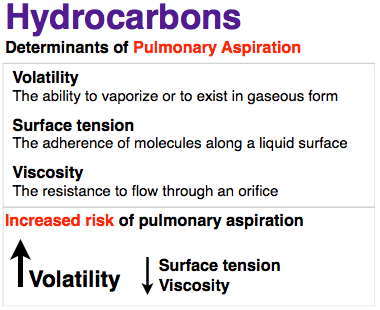 Hydrocarbons
Determinants of Pulmonary Aspiration
Volatility
The ability to vaporize or to exist in gaseous form
Surface tension
The adherence of molecules along a liquid surface
Viscosity
The resistance to flow through an orifice
Increased risk of pulmonary aspiration
Volatility
Surface tension
Viscosity